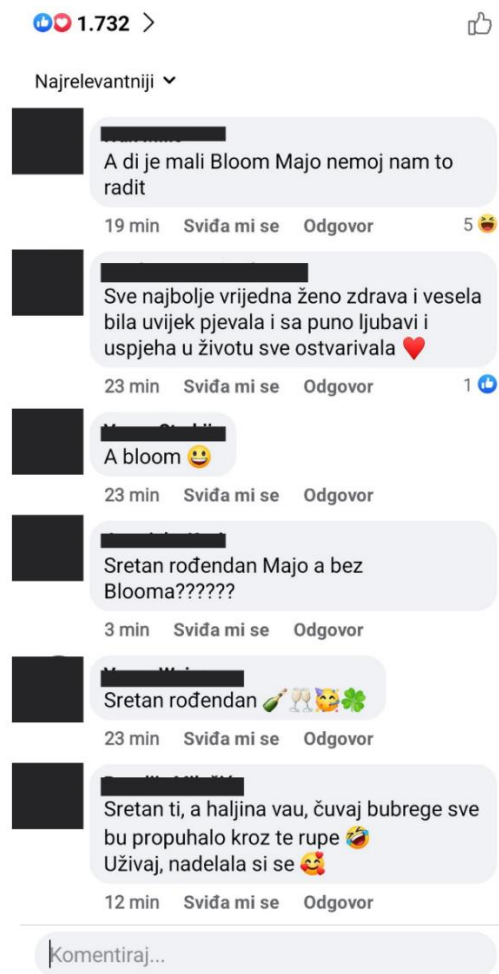 1.732
Najrelevantniji
A di je mali Bloom Majo nemoj nam to
radit
19 min Sviđa mi se Odgovor 5
Sve najbolje vrijedna ženo zdrava i vesela
bila uvijek pjevala i sa puno ljubavi i
uspjeha u životu sve ostvarivala ❤️
23 min Sviđa mi se Odgovor 1
A bloom 😀
23 min Sviđa mi se Odgovor
Sretan rođendan Majo a bez
Blooma??????
3 min Sviđa mi se Odgovor
Sretan rođendan 🍾🥂🥳🍀
23 min Sviđa mi se Odgovor
Sretan ti, a haljina vau, čuvaj bubrege sve
bu propuhalo kroz te rupe 🤣
Uživaj, nadelala si se 🥰
12 min Sviđa mi se Odgovor
Komentiraj...